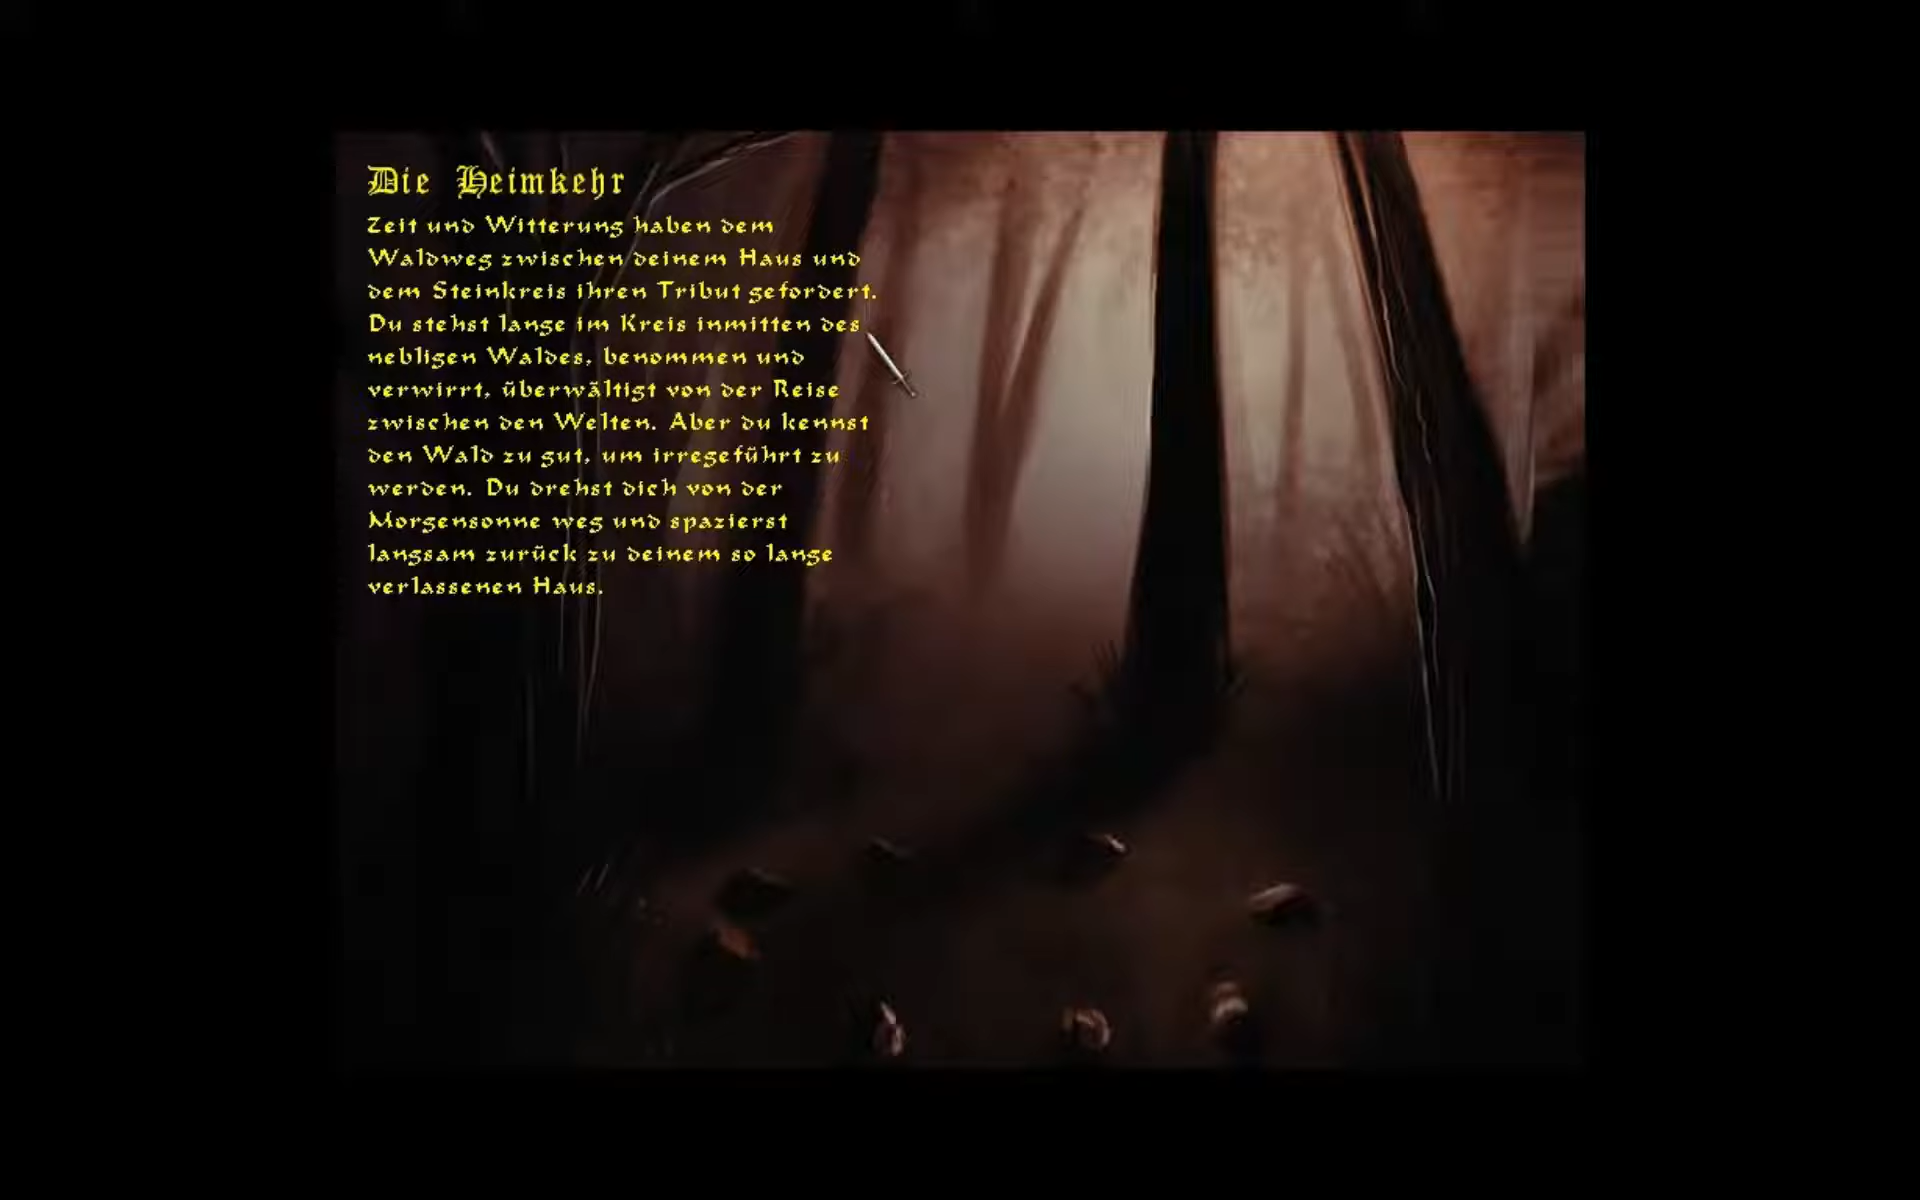 Die Heimkehr
Zeit und Witterung haben dem
Waldweg zwischen deinem Haus und
dem Steinkreis ihren Tribut gefordert.
Du stehst lange im Kreis inmitten des
nebligen Waldes, benommen und
verwirrt, überwältigt von der Reise
zwischen den Welten. Aber du kennst
den Wald zu gut, um irregeführt zu
werden. Du drehst dich von der
Morgensonne weg und spazierst
langsam zurück zu deinem so lange
verlassenen Haus.